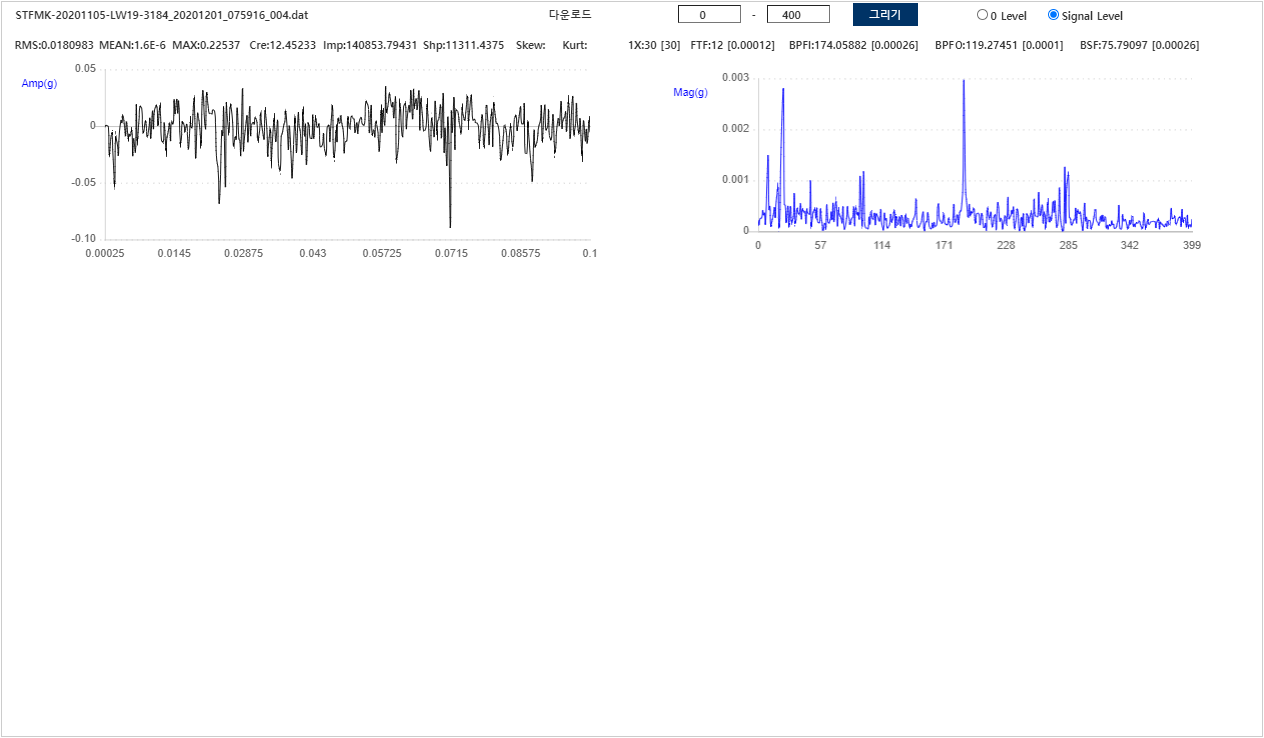 STFMK-20201105-LW19-3184_20201201_075916_004.dat 다운로드 0 - 400 그리기 0 Level Signal Level
RMS:0.0180983 MEAN:1.6E-6 MAX:0.22537 Cre:12.45233 Imp:140853.79431 Shp:11311.4375 Skew: Kurt: 1X:30 [30] FTF:12 [0.00012] BPFI:174.05882 [0.00026] BPFO:119.27451 [0.0001] BSF:75.79097 [0.00026]
Amp(g)
0.05
0
-0.05
-0.10
0.00025 0.0145 0.02875 0.043 0.05725 0.0715 0.08575 0.1
Mag(g)
0.003
0.002
0.001
0
0 57 114 171 228 285 342 399